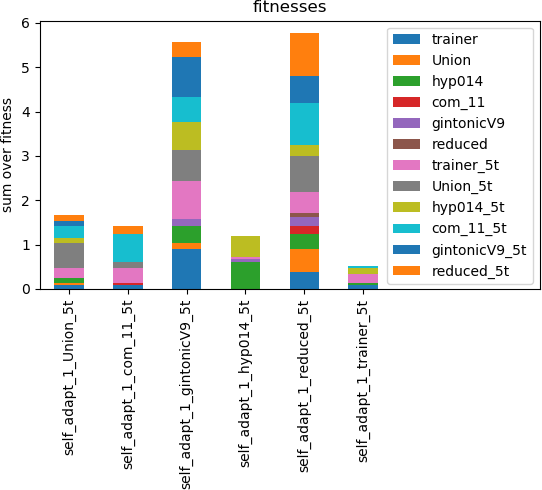 fitnesses
sum over fitness
6
5
4
3
2
1
0
trainer
Union
hyp014
com_11
gintonicV9
reduced
trainer_5t
Union_5t
hyp014_5t
com_11_5t
gintonicV9_5t
reduced_5t
self_adapt_1_Union_5t
self_adapt_1_com_11_5t
self_adapt_1_gintonicV9_5t
self_adapt_1_hyp014_5t
self_adapt_1_reduced_5t
self_adapt_1_trainer_5t